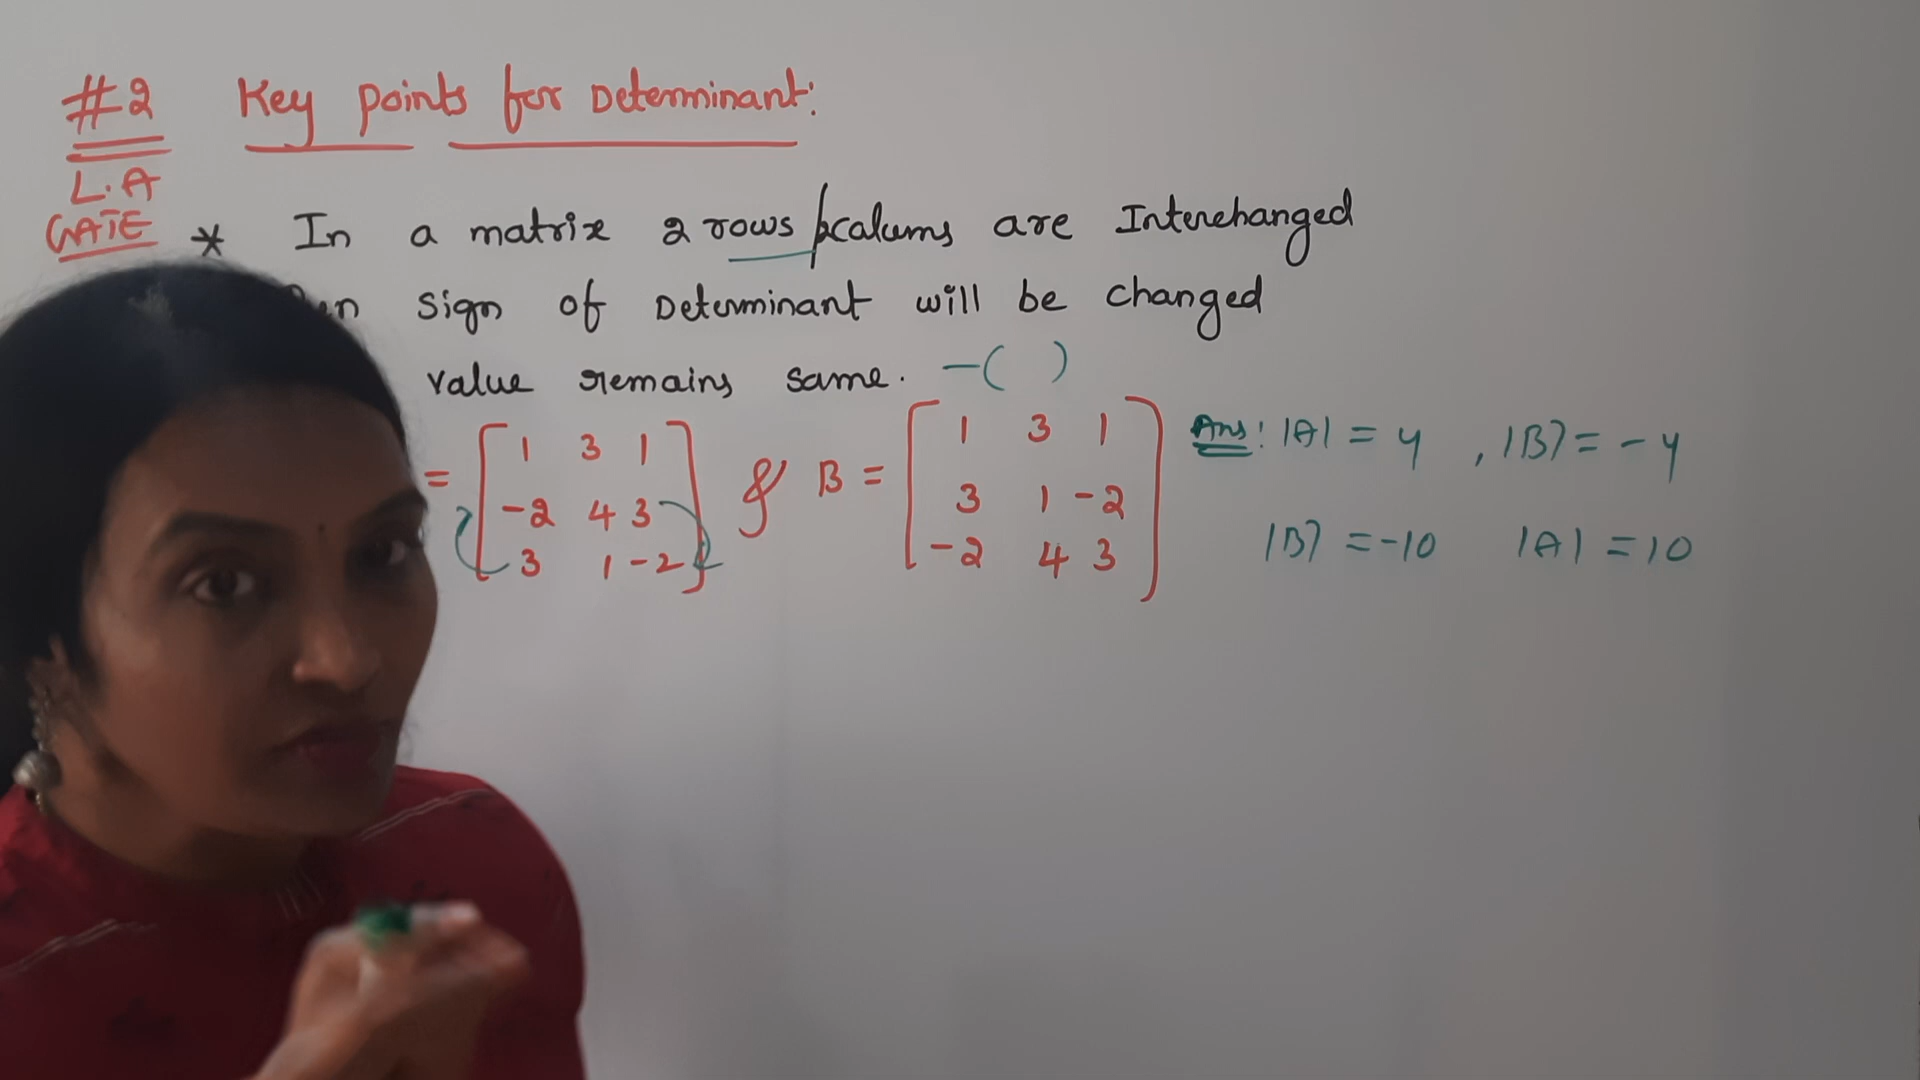 #2 Key points for Determinant:
L.A
GATE * In a matrix 2 rows / calums are Interchanged
sign of Determinant will be changed
value remains same. -( )
= [ 1 3 1 & B = [ 1 3 1 Ans: |A| = 4, |B| = -4
-2 4 3 3 1 -2
3 1 -2 ] -2 4 3 ] |B| = -10 |A| = 10